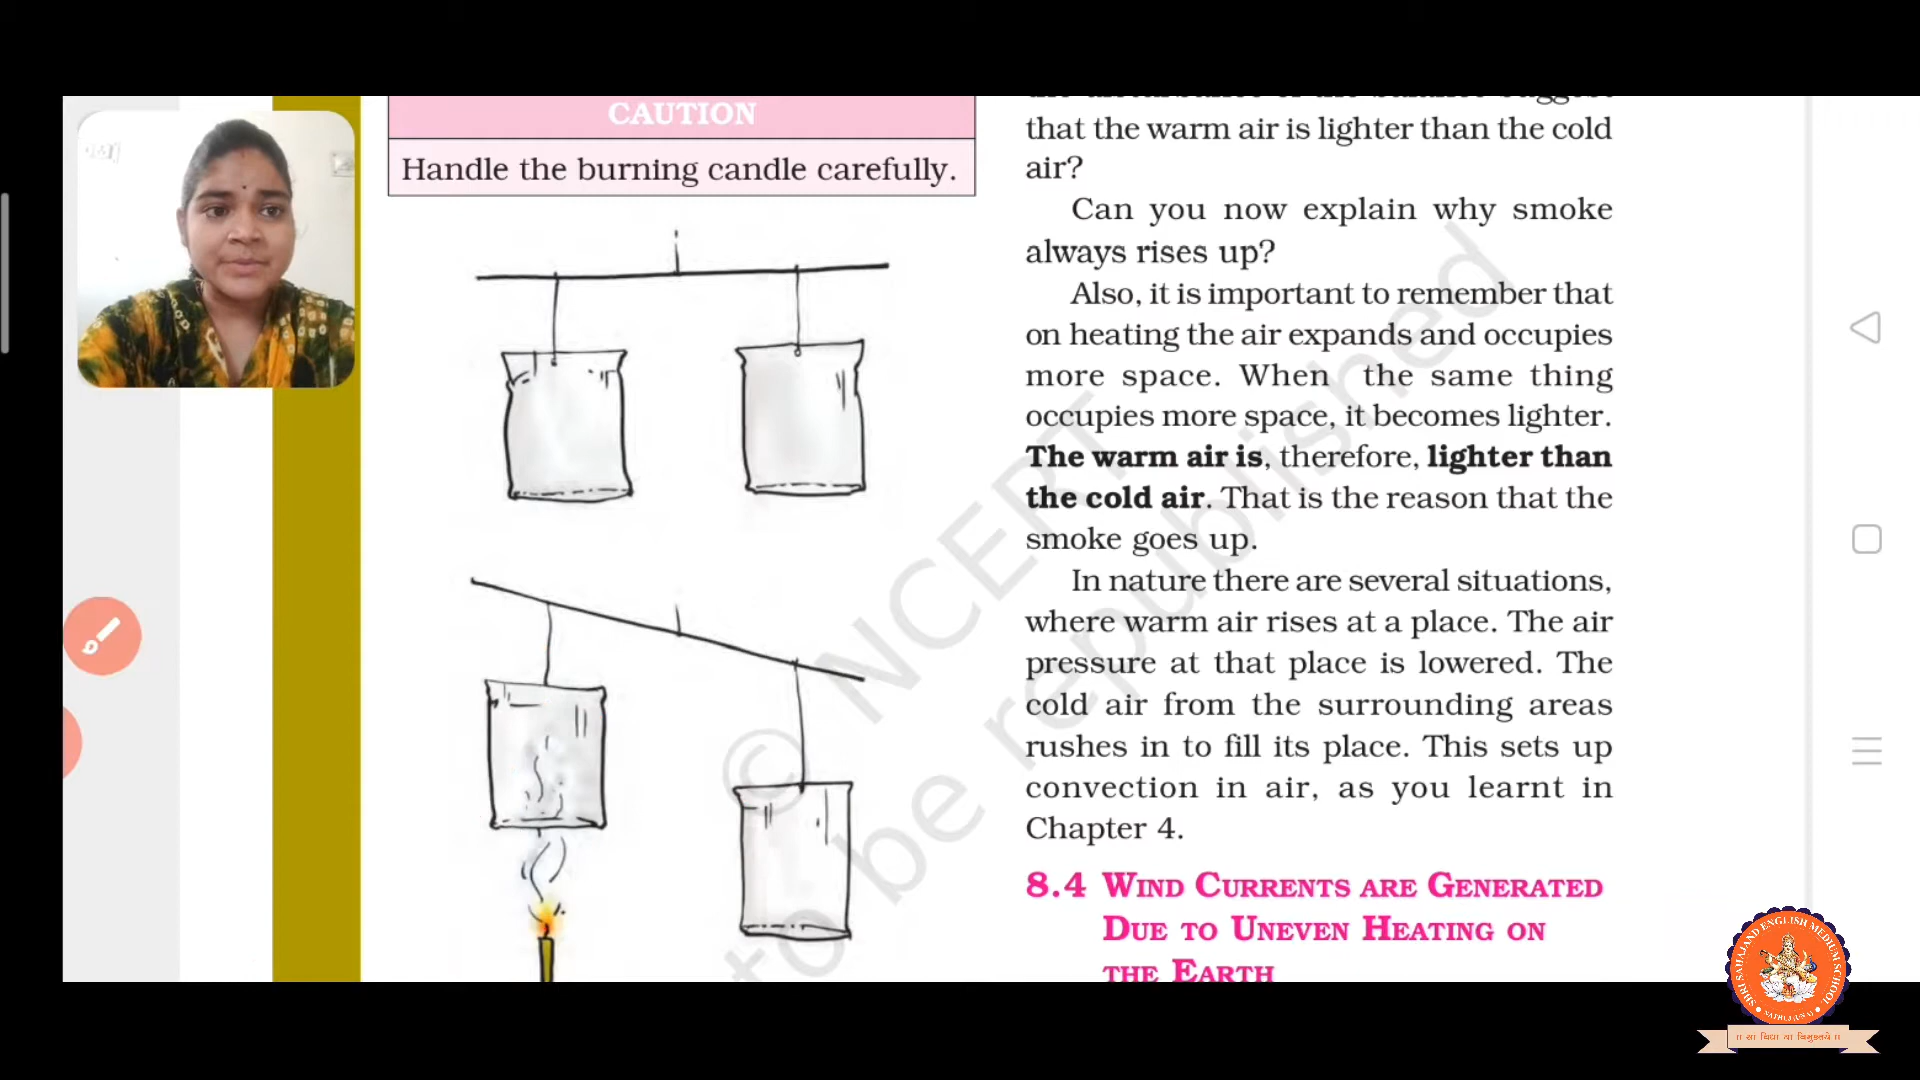 CAUTION
Handle the burning candle carefully.
that the warm air is lighter than the cold
air?
Can you now explain why smoke
always rises up?
Also, it is important to remember that
on heating the air expands and occupies
more space. When the same thing
occupies more space, it becomes lighter.
The warm air is, therefore, lighter than
the cold air. That is the reason that the
smoke goes up.
In nature there are several situations,
where warm air rises at a place. The air
pressure at that place is lowered. The
cold air from the surrounding areas
rushes in to fill its place. This sets up
convection in air, as you learnt in
Chapter 4.
8.4 WIND CURRENTS ARE GENERATED
DUE TO UNEVEN HEATING ON
THE EARTH
© NCERT
to be republished
SHRI SAHAJANAND ENGLISH MEDIUM SCHOOL
।। सा विद्या या विमुक्तये ।।